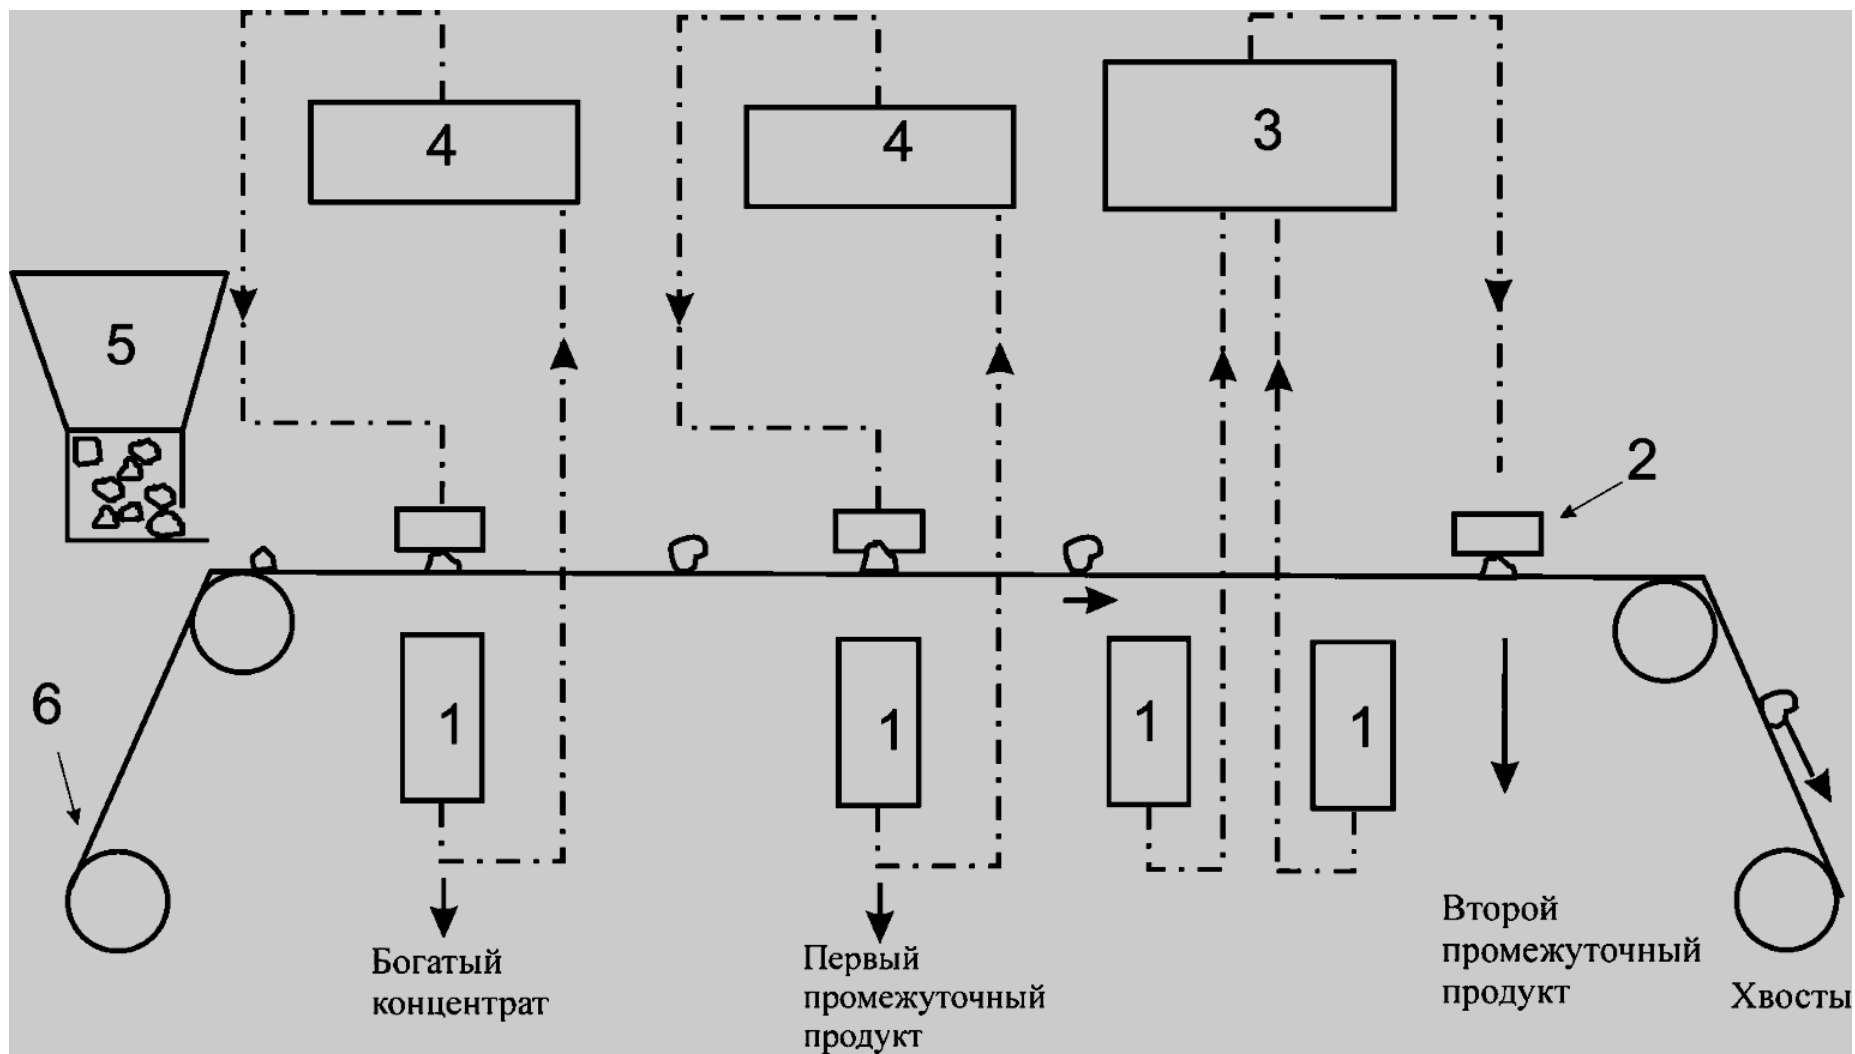 4
4
3
5
2
6
1
1
1
1
Богатый
концентрат
Первый
промежуточный
продукт
Второй
промежуточный
продукт
Хвосты